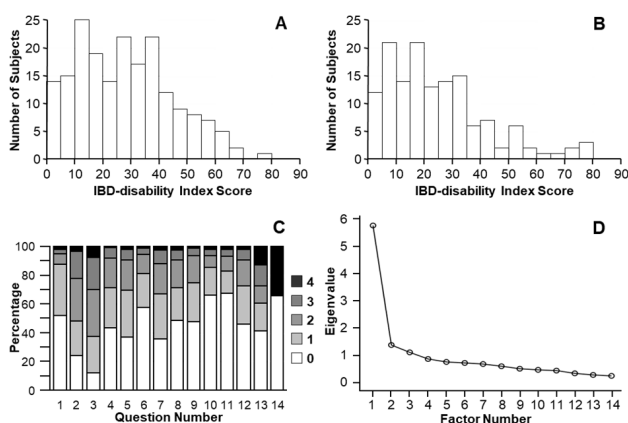 A
Number of Subjects
25
20
15
10
5
0
0 10 20 30 40 50 60 70 80 90
IBD-disability Index Score
B
Number of Subjects
25
20
15
10
5
0
0 10 20 30 40 50 60 70 80 90
IBD-disability Index Score
C
Percentage
100
80
60
40
20
0
1 2 3 4 5 6 7 8 9 10 11 12 13 14
Question Number
4
3
2
1
0
D
Eigenvalue
6
5
4
3
2
1
0
1 2 3 4 5 6 7 8 9 10 11 12 13 14
Factor Number